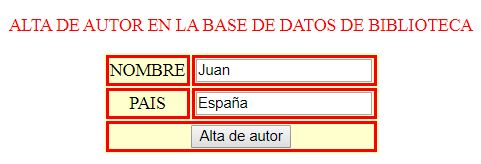 ALTA DE AUTOR EN LA BASE DE DATOS DE BIBLIOTECA
NOMBRE Juan
PAIS España
Alta de autor